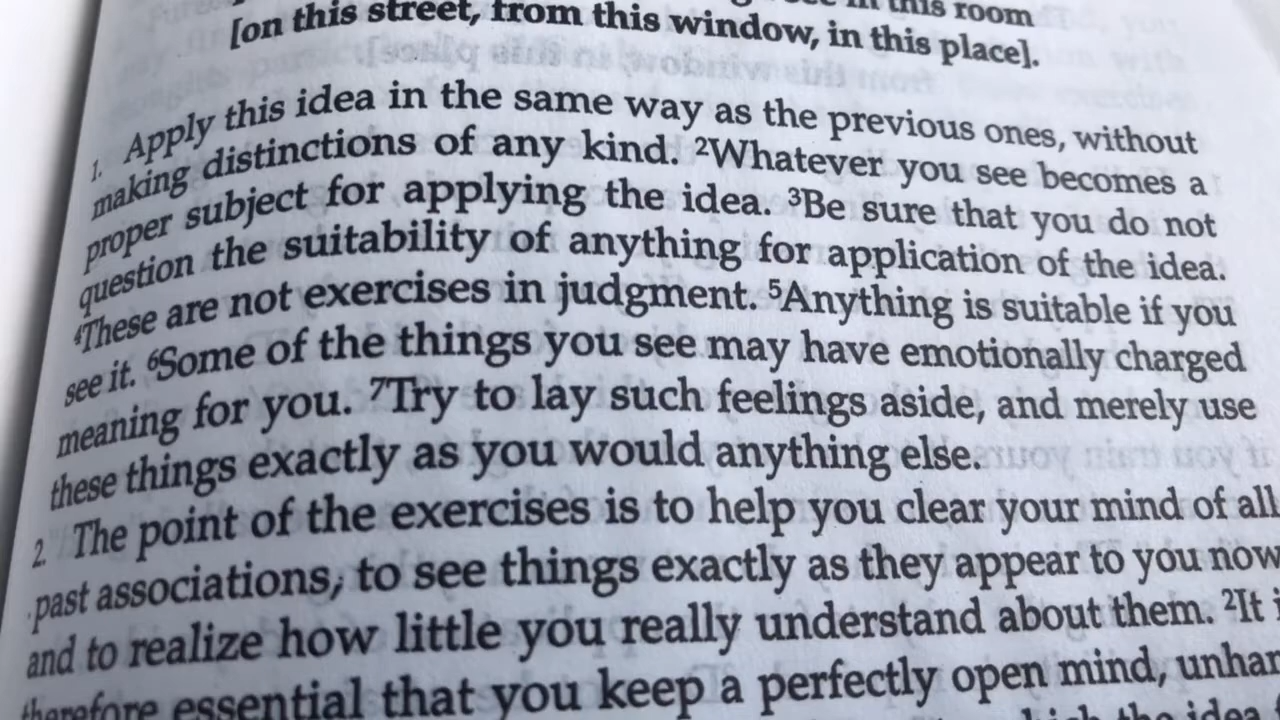 in this room
[on this street, from this window, in this place].
1. Apply this idea in the same way as the previous ones, without
making distinctions of any kind. ²Whatever you see becomes a
proper subject for applying the idea. ³Be sure that you do not
question the suitability of anything for application of the idea.
⁴These are not exercises in judgment. ⁵Anything is suitable if you
see it. ⁶Some of the things you see may have emotionally charged
meaning for you. ⁷Try to lay such feelings aside, and merely use
these things exactly as you would anything else.
2. The point of the exercises is to help you clear your mind of all
past associations, to see things exactly as they appear to you now
and to realize how little you really understand about them. ²It
therefore essential that you keep a perfectly open mind, unham
the idea